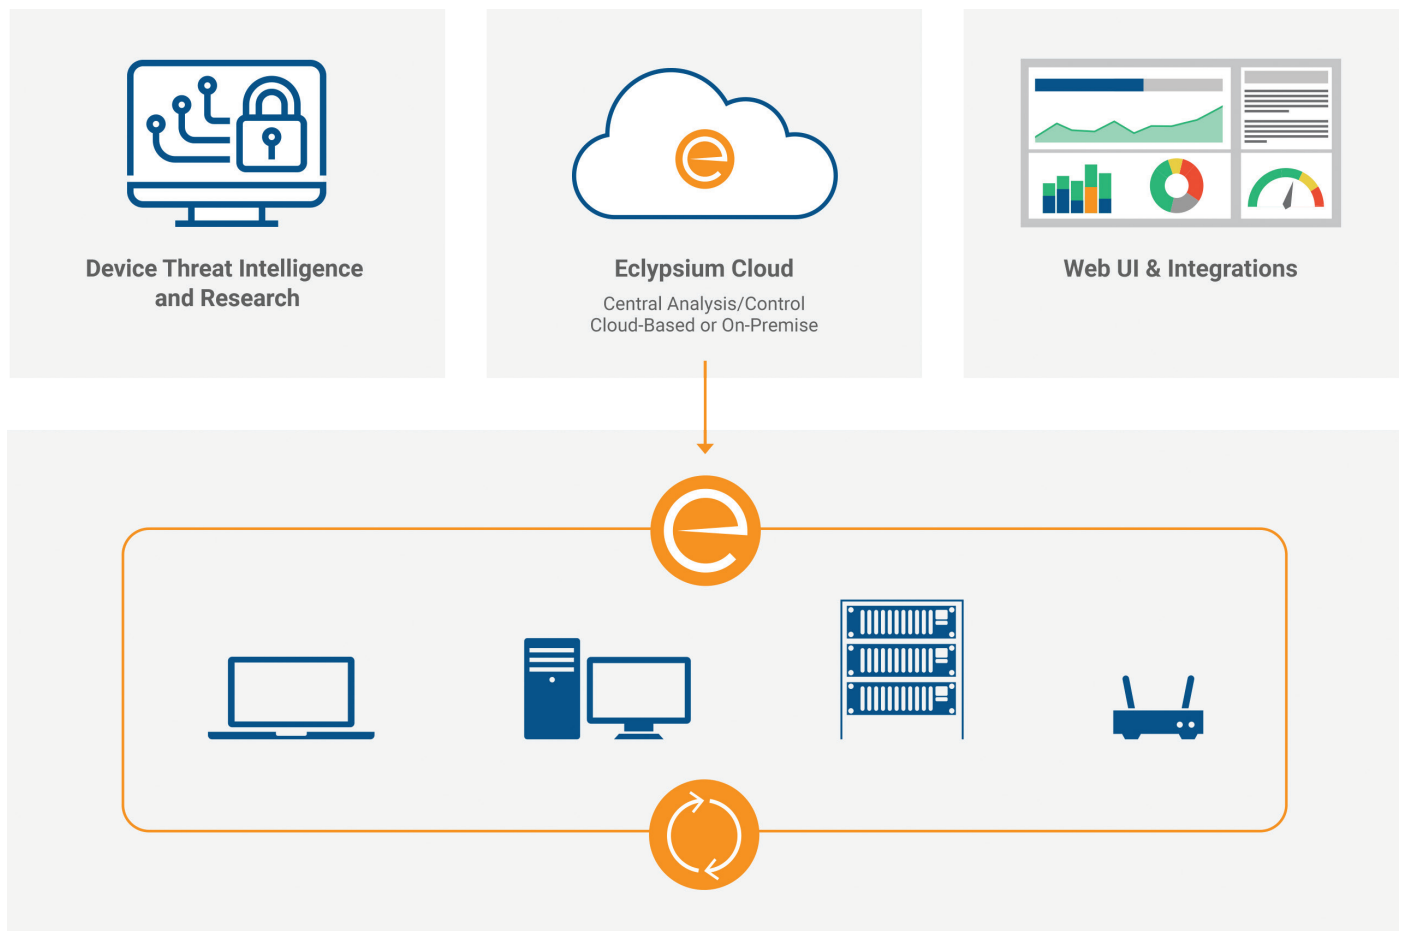 Device Threat Intelligence
and Research
Eclypsium Cloud
Central Analysis/Control
Cloud-Based or On-Premise
Web UI & Integrations